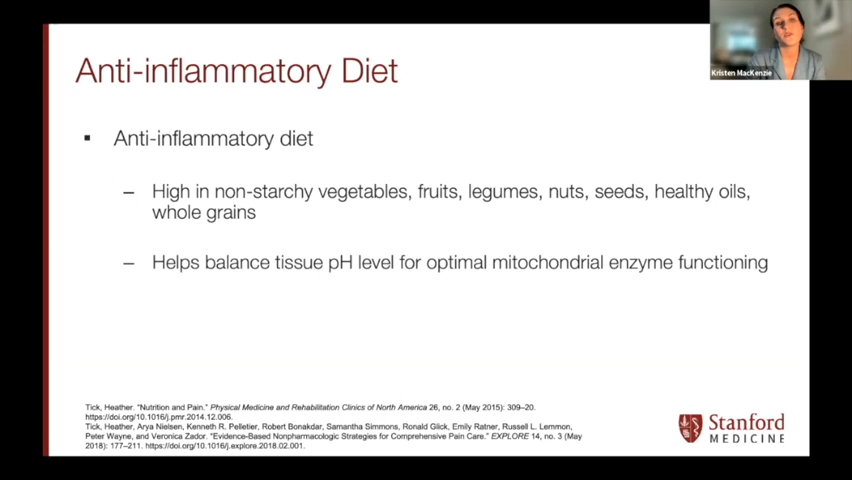 Kristen MacKenzie
Anti-inflammatory Diet
▪ Anti-inflammatory diet
– High in non-starchy vegetables, fruits, legumes, nuts, seeds, healthy oils,
whole grains
– Helps balance tissue pH level for optimal mitochondrial enzyme functioning
Tick, Heather. "Nutrition and Pain." Physical Medicine and Rehabilitation Clinics of North America 26, no. 2 (May 2015): 309–20.
https://doi.org/10.1016/j.pmr.2014.12.006.
Tick, Heather, Arya Nielsen, Kenneth R. Pelletier, Robert Bonakdar, Samantha Simmons, Ronald Glick, Emily Ratner, Russell L. Lemmon,
Peter Wayne, and Veronica Zador. "Evidence-Based Nonpharmacologic Strategies for Comprehensive Pain Care." EXPLORE 14, no. 3 (May
2018): 177–211. https://doi.org/10.1016/j.explore.2018.02.001.
Stanford
MEDICINE